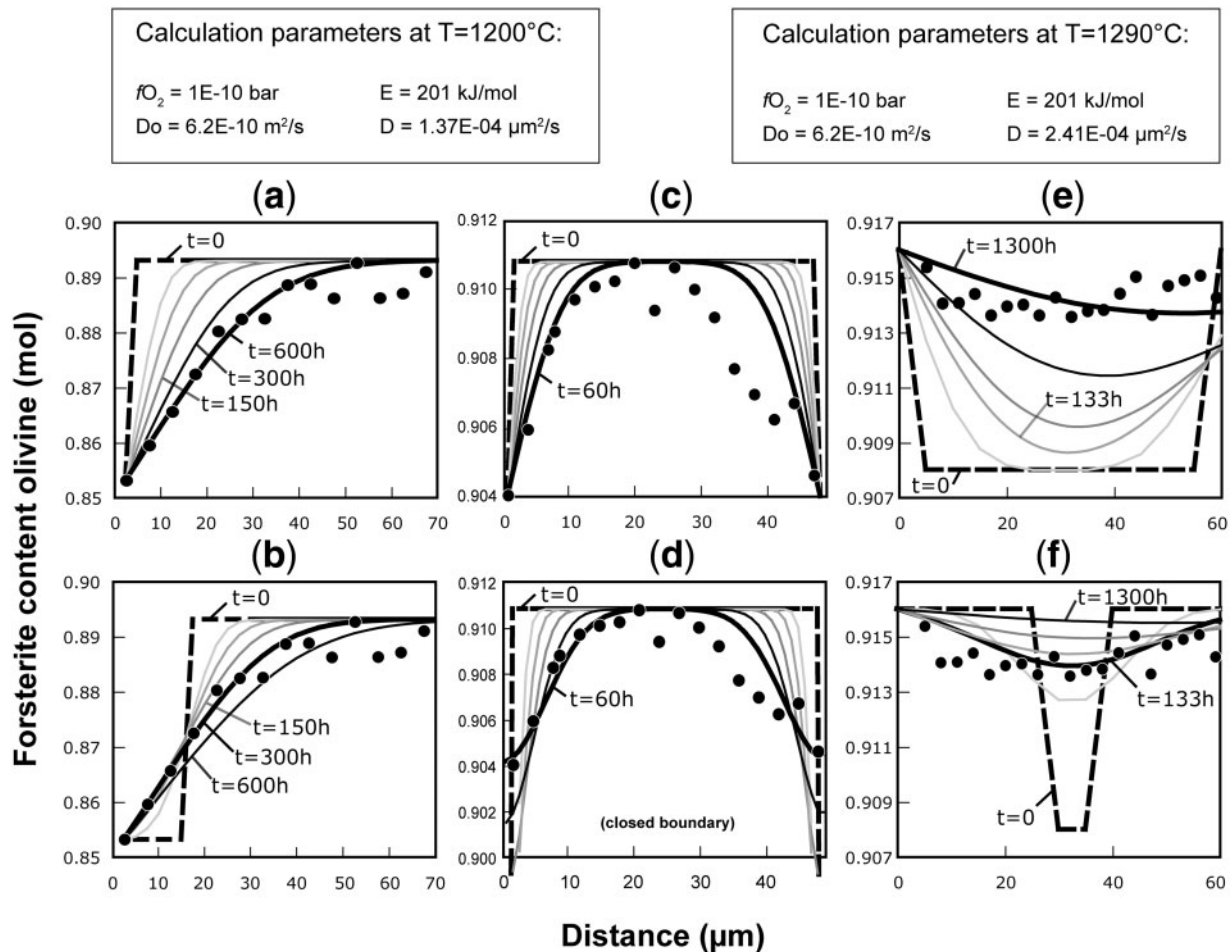 Calculation parameters at T=1200°C:
fO₂ = 1E-10 bar E = 201 kJ/mol
Do = 6.2E-10 m²/s D = 1.37E-04 μm²/s
Calculation parameters at T=1290°C:
fO₂ = 1E-10 bar E = 201 kJ/mol
Do = 6.2E-10 m²/s D = 2.41E-04 μm²/s
Forsterite content olivine (mol)
(a)
0.90
0.89
0.88
0.87
0.86
0.85
t=0
t=600h
t=300h
t=150h
0 10 20 30 40 50 60 70
(c)
0.912
0.910
0.908
0.906
0.904
t=0
t=60h
0 10 20 30 40
(e)
0.917
0.915
0.913
0.911
0.909
0.907
t=1300h
t=133h
t=0
0 20 40 60
(b)
0.90
0.89
0.88
0.87
0.86
0.85
t=0
t=150h
t=300h
t=600h
0 10 20 30 40 50 60 70
(d)
0.912
0.910
0.908
0.906
0.904
0.902
0.900
t=0
t=60h
(closed boundary)
0 10 20 30 40
(f)
0.917
0.915
0.913
0.911
0.909
0.907
t=1300h
t=133h
t=0
0 20 40 60
Distance (μm)